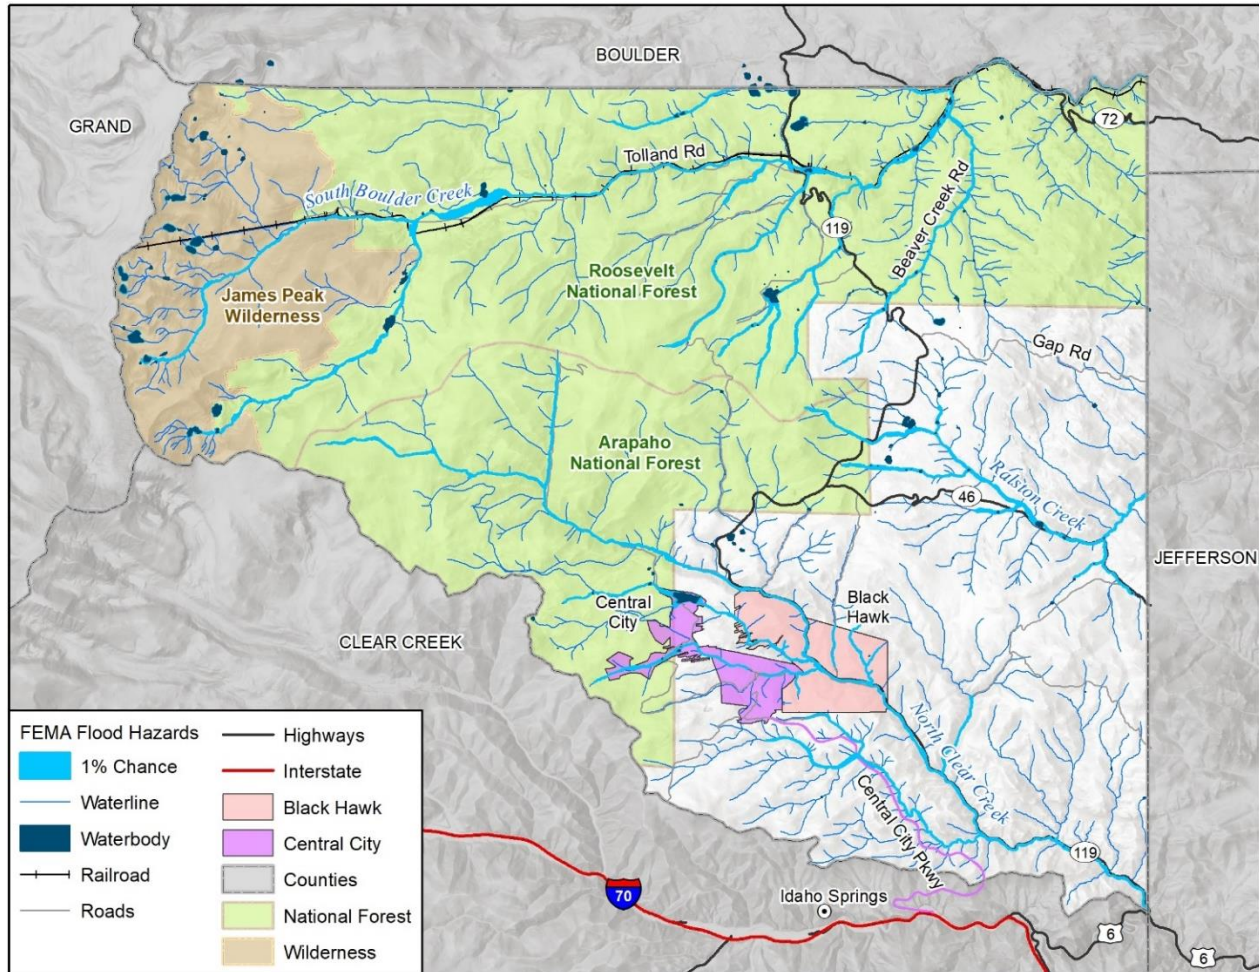 BOULDER
GRAND
72
Tolland Rd
South Boulder Creek
Beaver Creek Rd
119
Roosevelt
National Forest
James Peak
Wilderness
Gap Rd
Arapaho
National Forest
46
Ralston Creek
JEFFERSON
Central
City
Black
Hawk
CLEAR CREEK
North Clear Creek
Central City Pkwy
119
Idaho Springs
70
6
6
FEMA Flood Hazards
1% Chance
Waterline
Waterbody
Railroad
Roads
Highways
Interstate
Black Hawk
Central City
Counties
National Forest
Wilderness